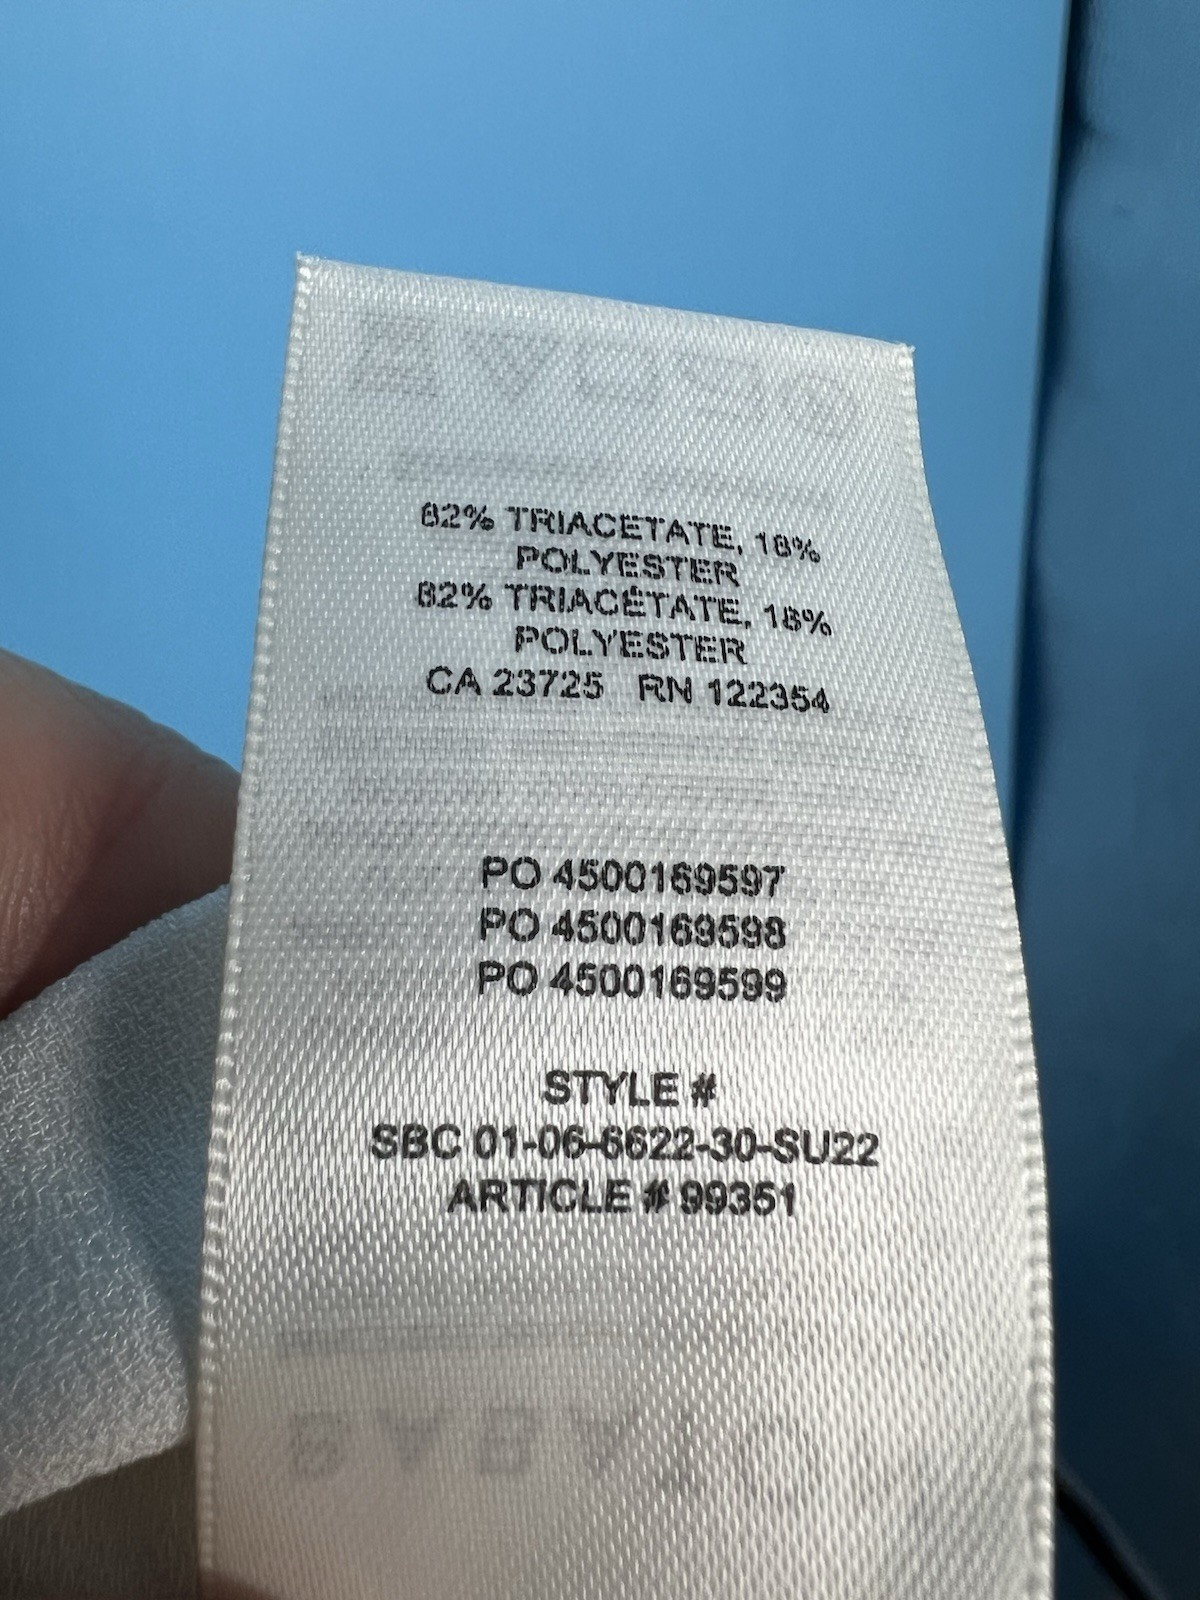 82% TRIACETATE, 18%
POLYESTER
82% TRIACÉTATE, 18%
POLYESTER
CA 23725 RN 122354
PO 4500169597
PO 4500169598
PO 4500169599
STYLE #
SBC 01-06-6622-30-SU22
ARTICLE # 99351